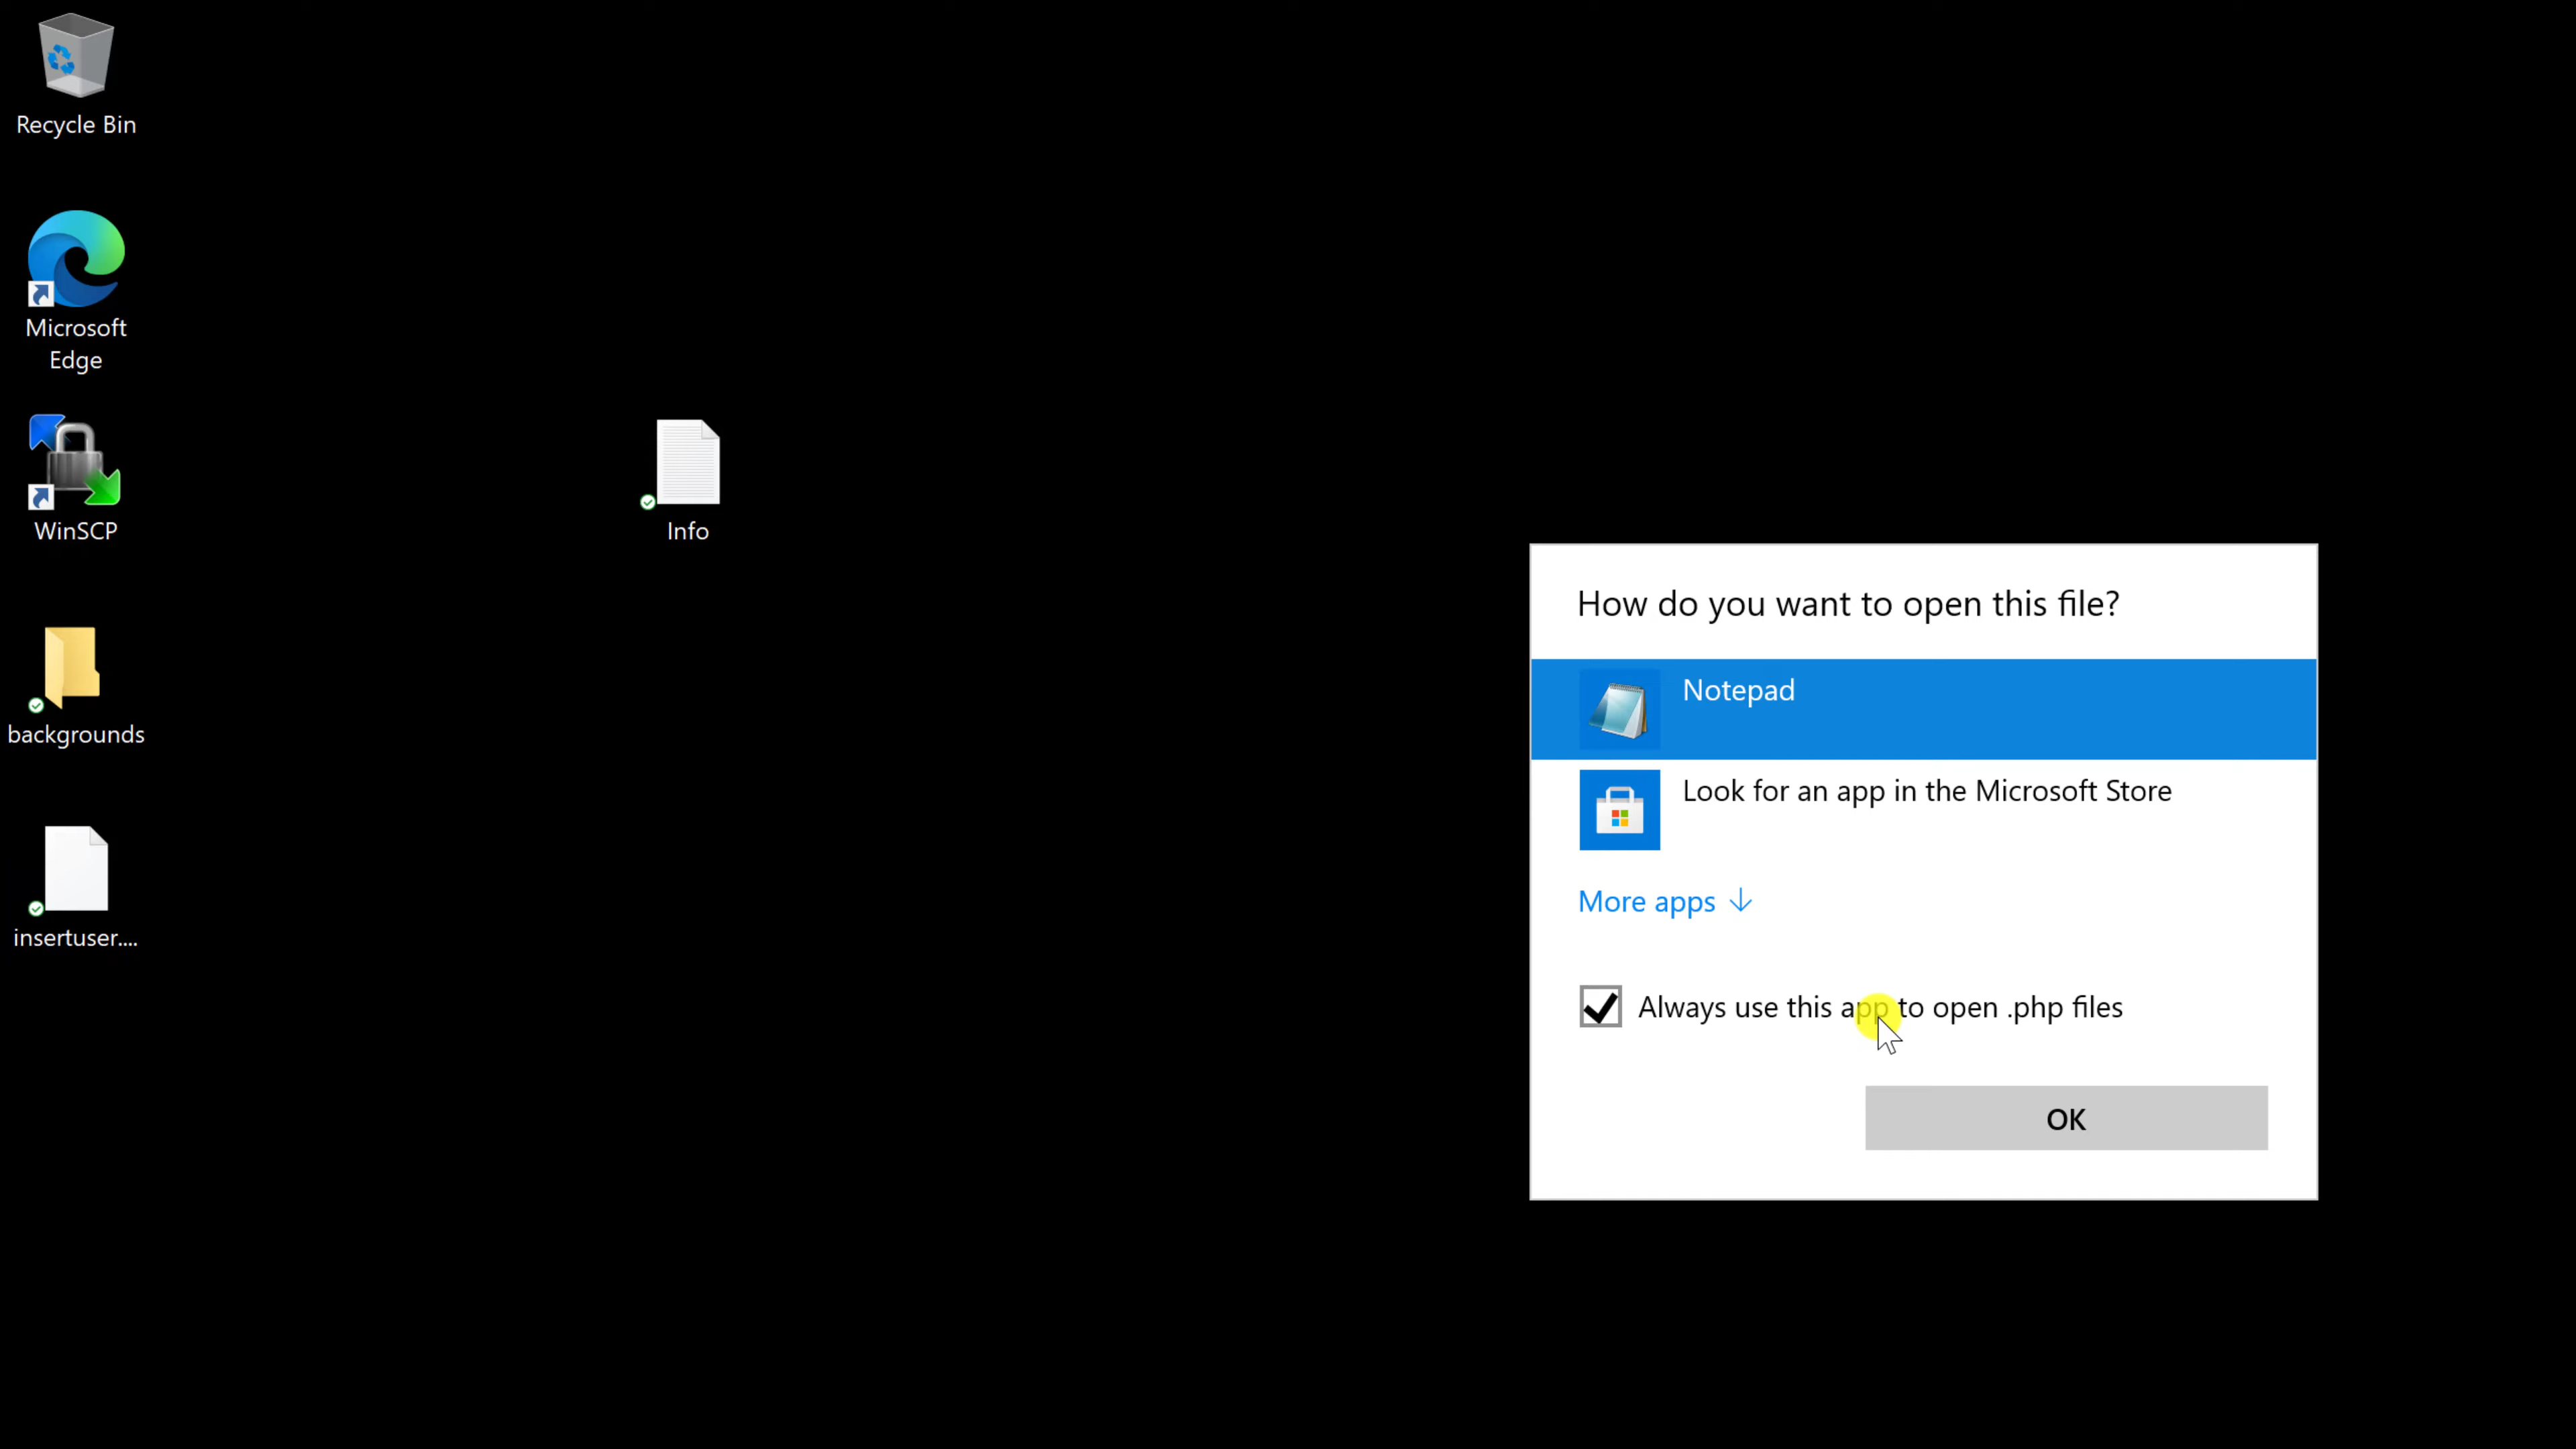 Recycle Bin
Microsoft
Edge
WinSCP
backgrounds
insertuser....
Info
How do you want to open this file?
Notepad
Look for an app in the Microsoft Store
More apps
Always use this app to open .php files
OK